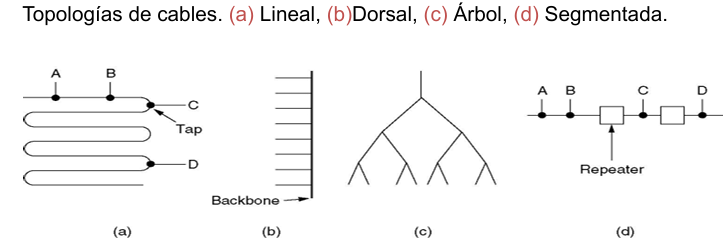 Topologías de cables. (a) Lineal, (b)Dorsal, (c) Árbol, (d) Segmentada.
A B
C
Tap
D
Backbone
A B C D
Repeater
(a) (b) (c) (d)